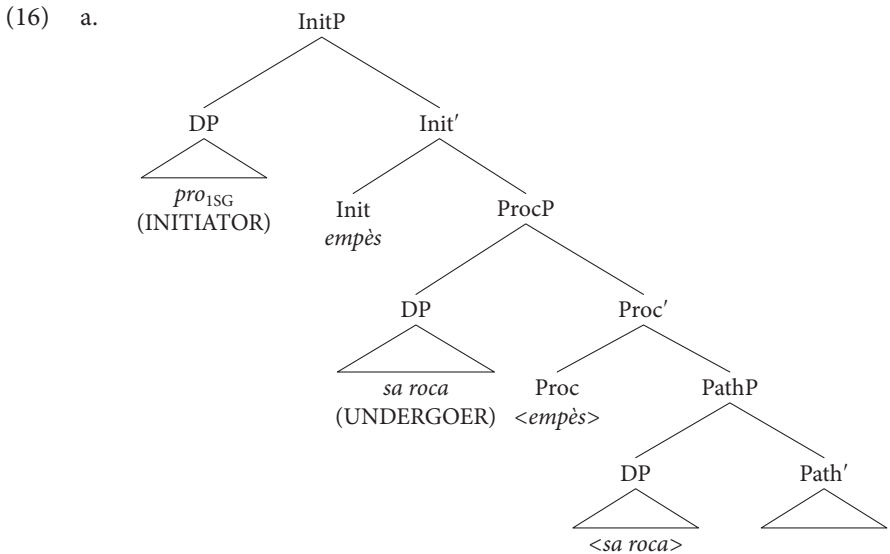 (16) a. InitP
DP Init′
pro1SG
(INITIATOR) Init ProcP
empès
DP Proc′
sa roca Proc PathP
(UNDERGOER) <empès>
DP Path′
<sa roca>